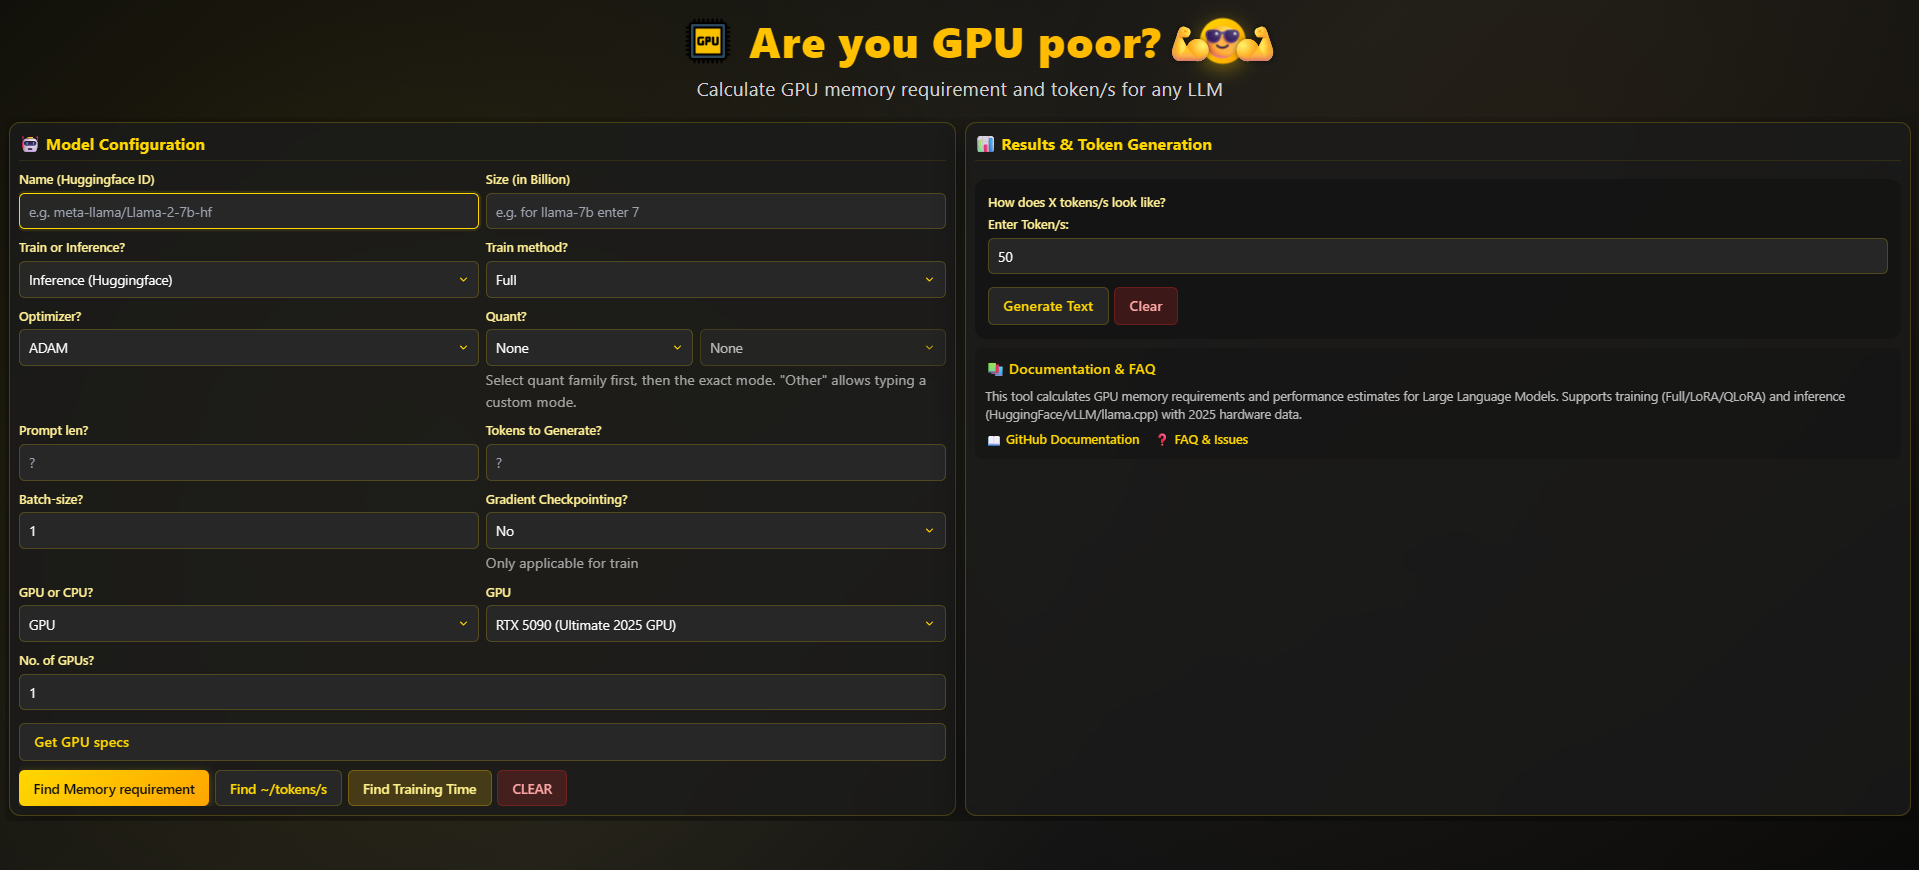 GPU Are you GPU poor?
Calculate GPU memory requirement and token/s for any LLM
Model Configuration
Name (Huggingface ID)
Size (in Billion)
e.g. meta-llama/Llama-2-7b-hf
e.g. for llama-7b enter 7
Train or Inference?
Train method?
Inference (Huggingface)
Full
Optimizer?
Quant?
ADAM
None
None
Select quant family first, then the exact mode. "Other" allows typing a
custom mode.
Prompt len?
Tokens to Generate?
?
?
Batch-size?
Gradient Checkpointing?
1
No
Only applicable for train
GPU or CPU?
GPU
GPU
RTX 5090 (Ultimate 2025 GPU)
No. of GPUs?
1
Get GPU specs
Find Memory requirement
Find ~/tokens/s
Find Training Time
CLEAR
Results & Token Generation
How does X tokens/s look like?
Enter Token/s:
50
Generate Text
Clear
Documentation & FAQ
This tool calculates GPU memory requirements and performance estimates for Large Language Models. Supports training (Full/LoRA/QLoRA) and inference
(HuggingFace/vLLM/llama.cpp) with 2025 hardware data.
GitHub Documentation
FAQ & Issues